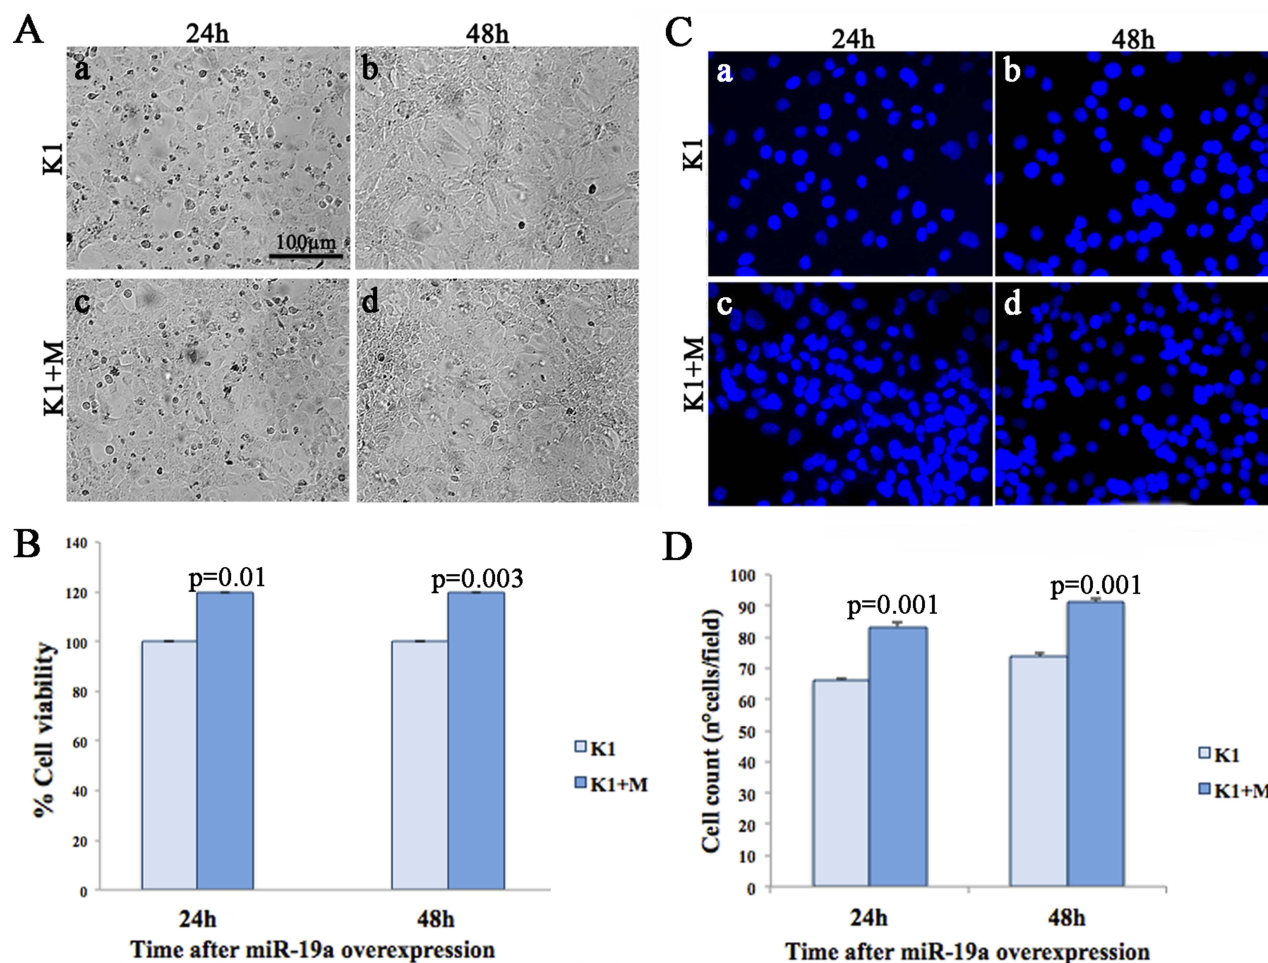 A
24h
48h
K1
a
b
100µm
K1+M
c
d
C
24h
48h
K1
a
b
K1+M
c
d
B
% Cell viability
140
120
100
80
60
40
20
0
p=0.01
p=0.003
24h
48h
Time after miR-19a overexpression
K1
K1+M
D
Cell count (n°cells/field)
100
90
80
70
60
50
40
30
20
10
0
p=0.001
p=0.001
24h
48h
Time after miR-19a overexpression
K1
K1+M